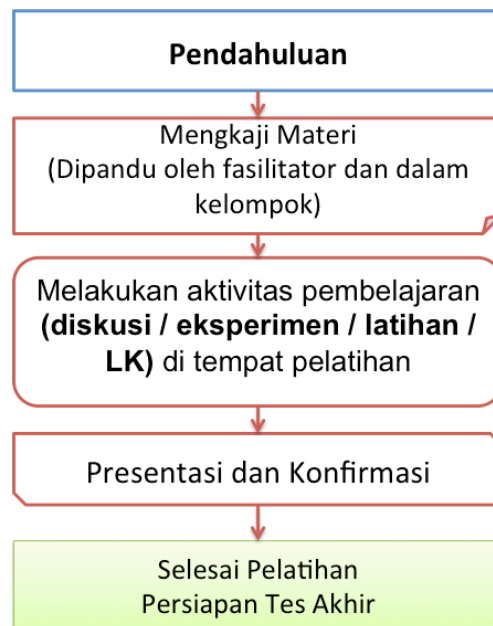 Pendahuluan
Mengkaji Materi
(Dipandu oleh fasilitator dan dalam
kelompok)
Melakukan aktivitas pembelajaran
(diskusi / eksperimen / latihan /
LK) di tempat pelatihan
Presentasi dan Konfirmasi
Selesai Pelatihan
Persiapan Tes Akhir